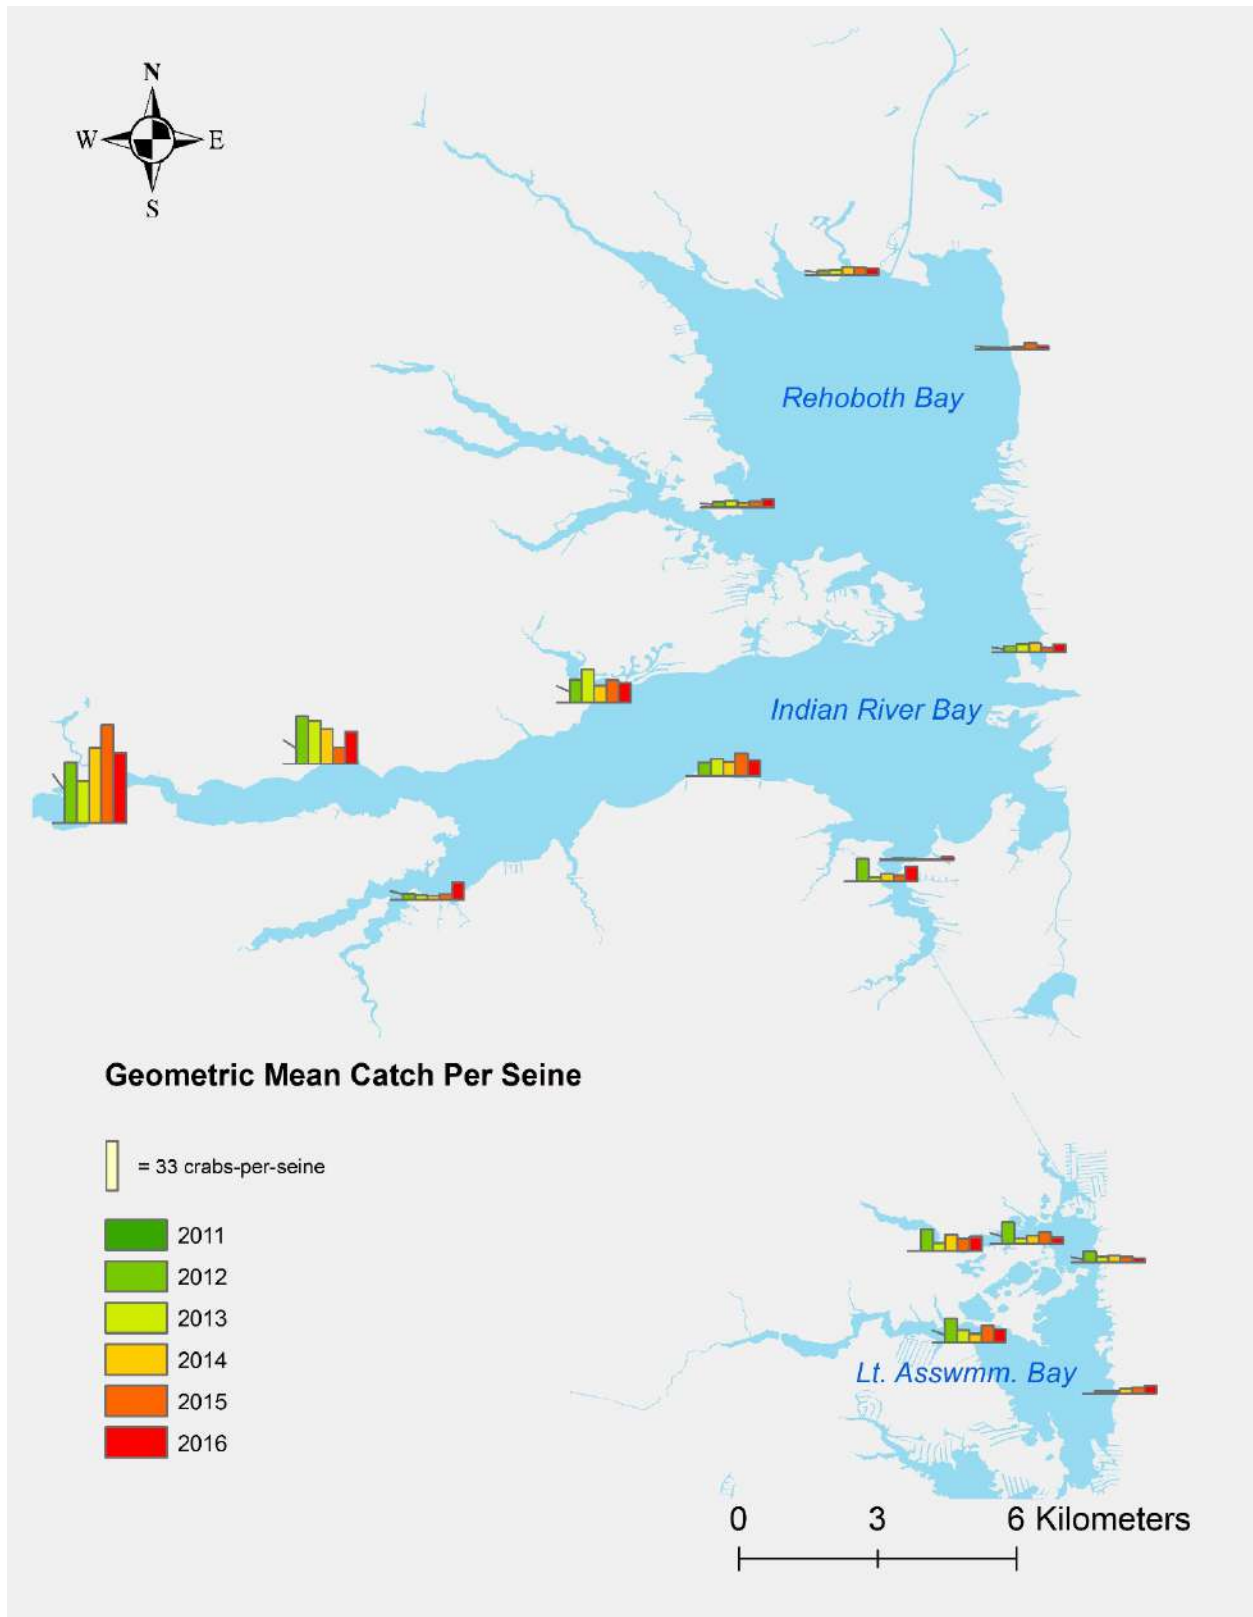 N
W E
S
Rehoboth Bay
Indian River Bay
Geometric Mean Catch Per Seine
= 33 crabs-per-seine
2011
2012
2013
2014
2015
2016
Lt. Asswmm. Bay
0 3 6 Kilometers